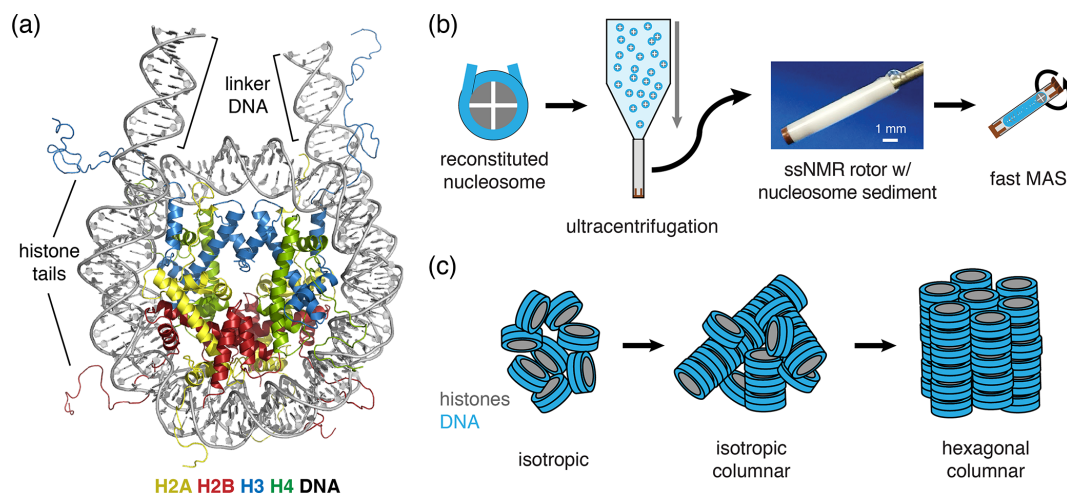 (a)
linker
DNA
histone
tails
H2A H2B H3 H4 DNA
(b)
reconstituted
nucleosome
ultracentrifugation
1 mm
ssNMR rotor w/
nucleosome sediment
fast MAS
(c)
histones
DNA
isotropic
isotropic
columnar
hexagonal
columnar